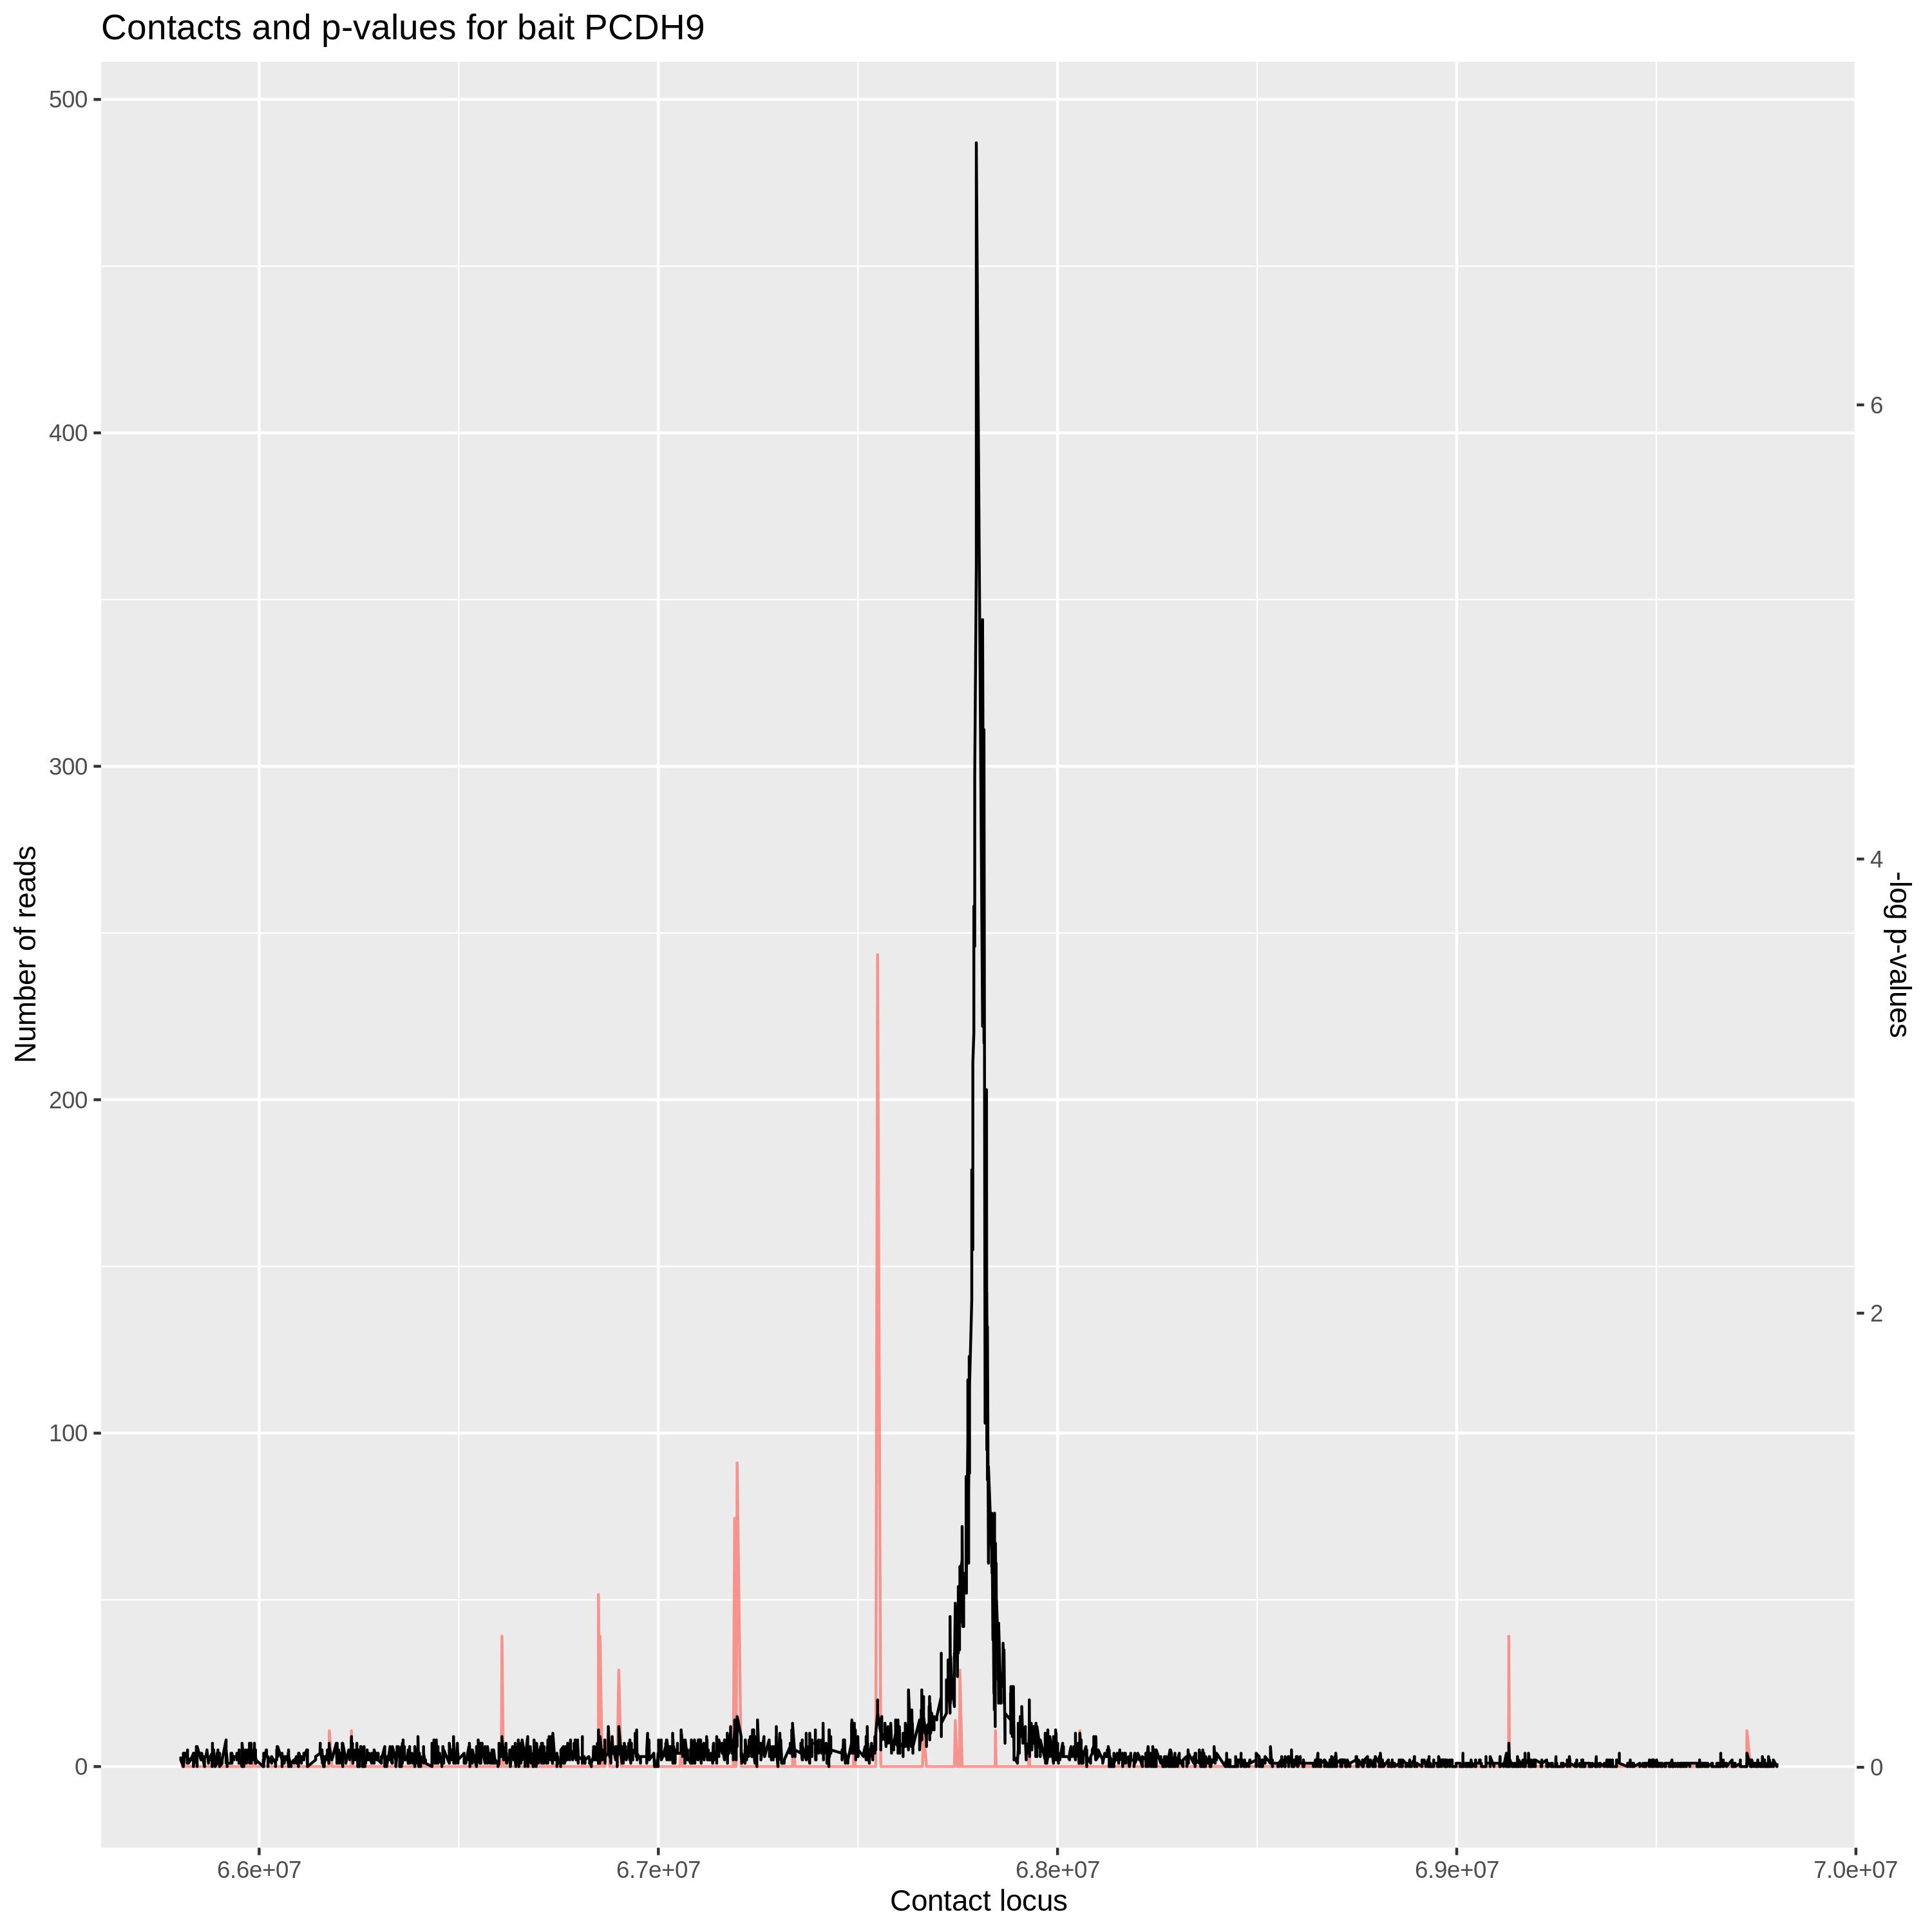 Contacts and p-values for bait PCDH9
500
400
300
200
100
0
Number of reads
6
4
2
0
-log p-values
6.6e+07
6.7e+07
6.8e+07
6.9e+07
7.0e+07
Contact locus